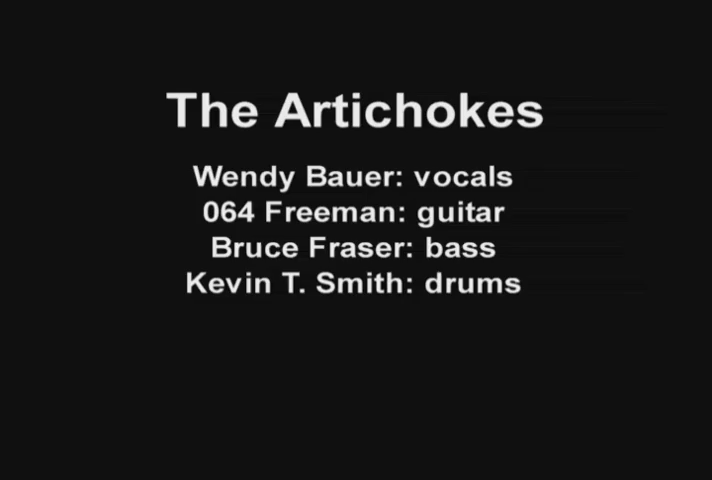 The Artichokes
Wendy Bauer: vocals
064 Freeman: guitar
Bruce Fraser: bass
Kevin T. Smith: drums